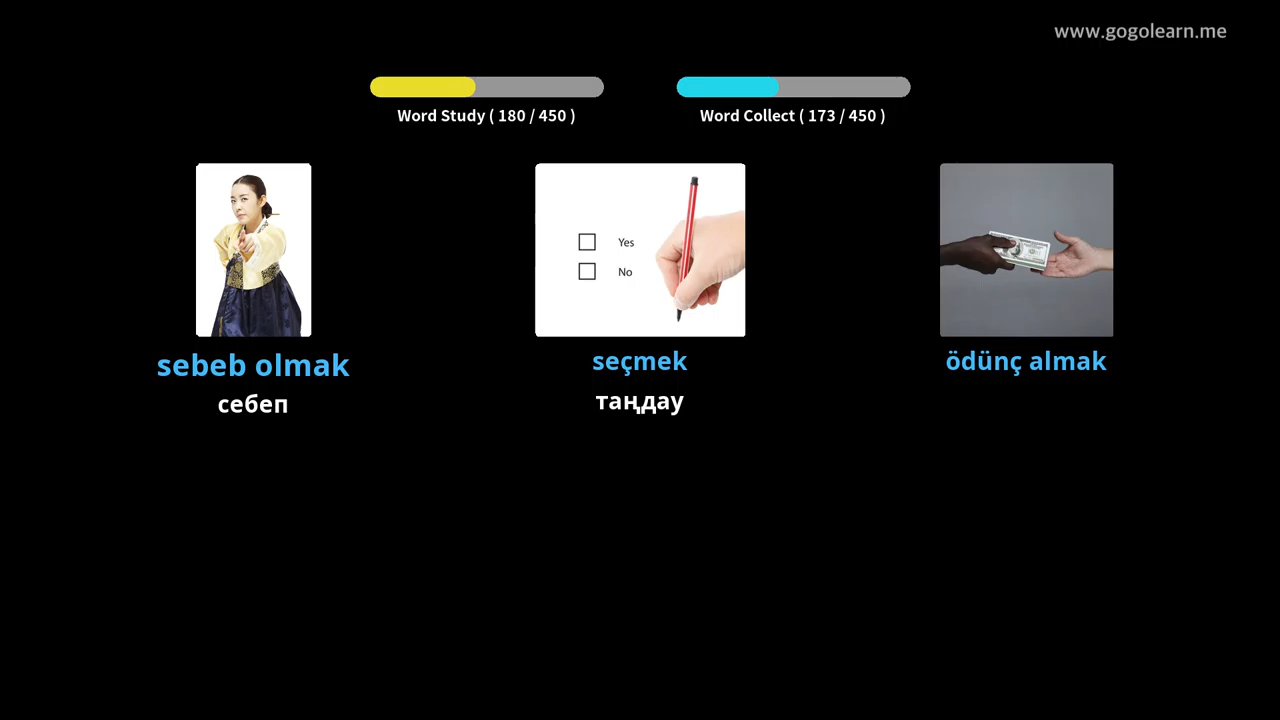 www.gogolearn.me
Word Study ( 180 / 450 )
Word Collect ( 173 / 450 )
Yes
No
sebeb olmak
seçmek
ödünç almak
себеп
таңдау